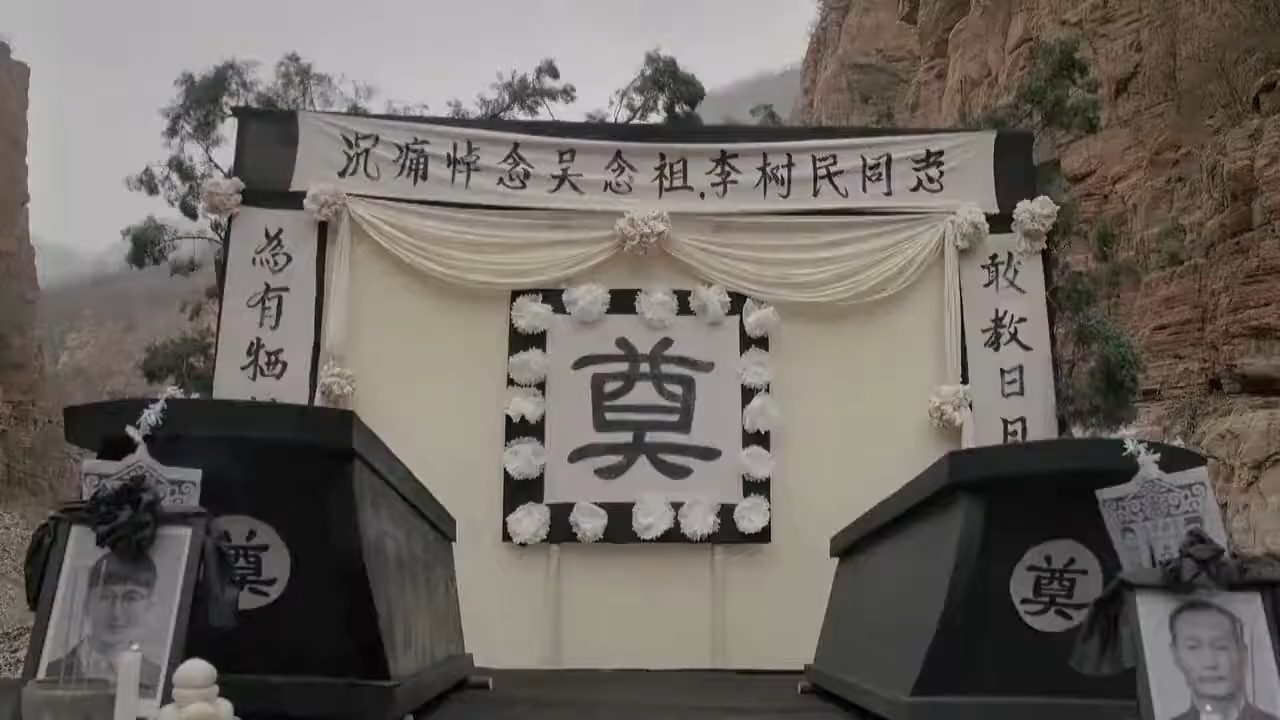 沉痛悼念吴念祖.李树民同志
為有牺
敢教日月
奠
奠
奠